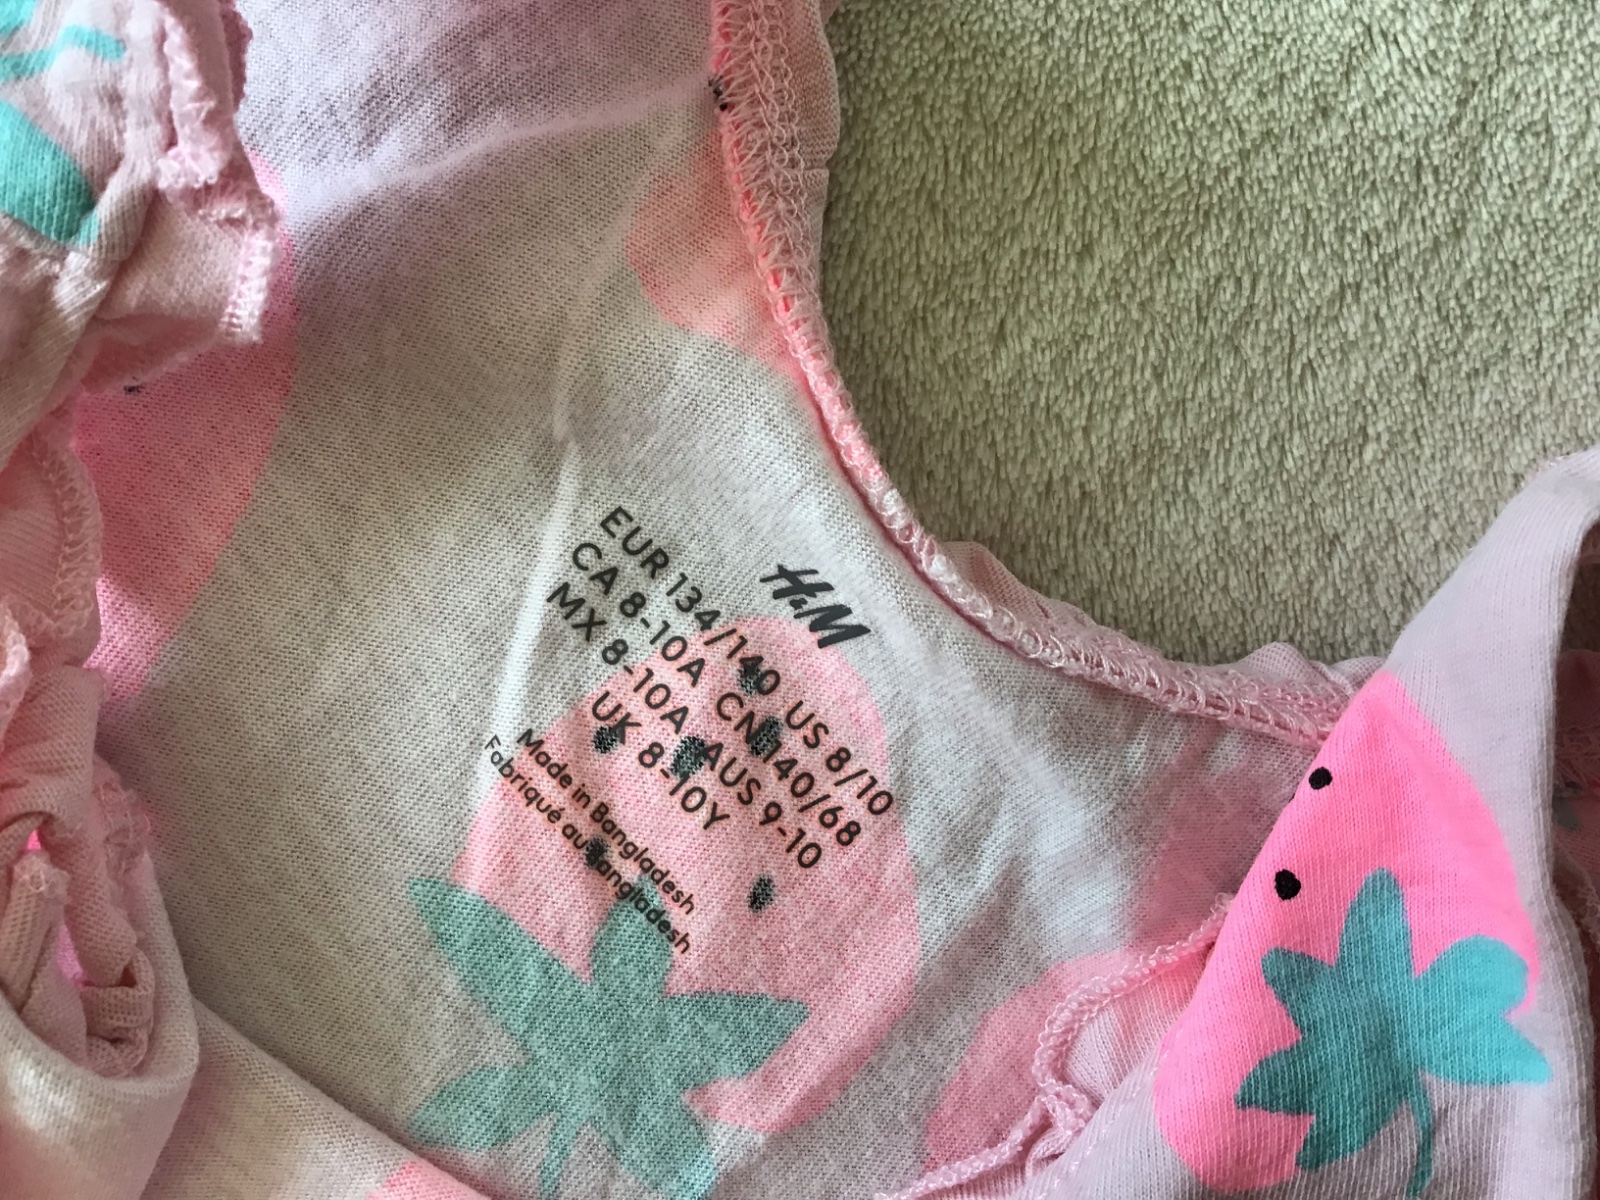 H&M
EUR 134/140 US 8/10
CA 8-10A CN 140/68
MX 8-10A AUS 9-10
UK 8-10Y
Made in Bangladesh
Fabriqué au Bangladesh